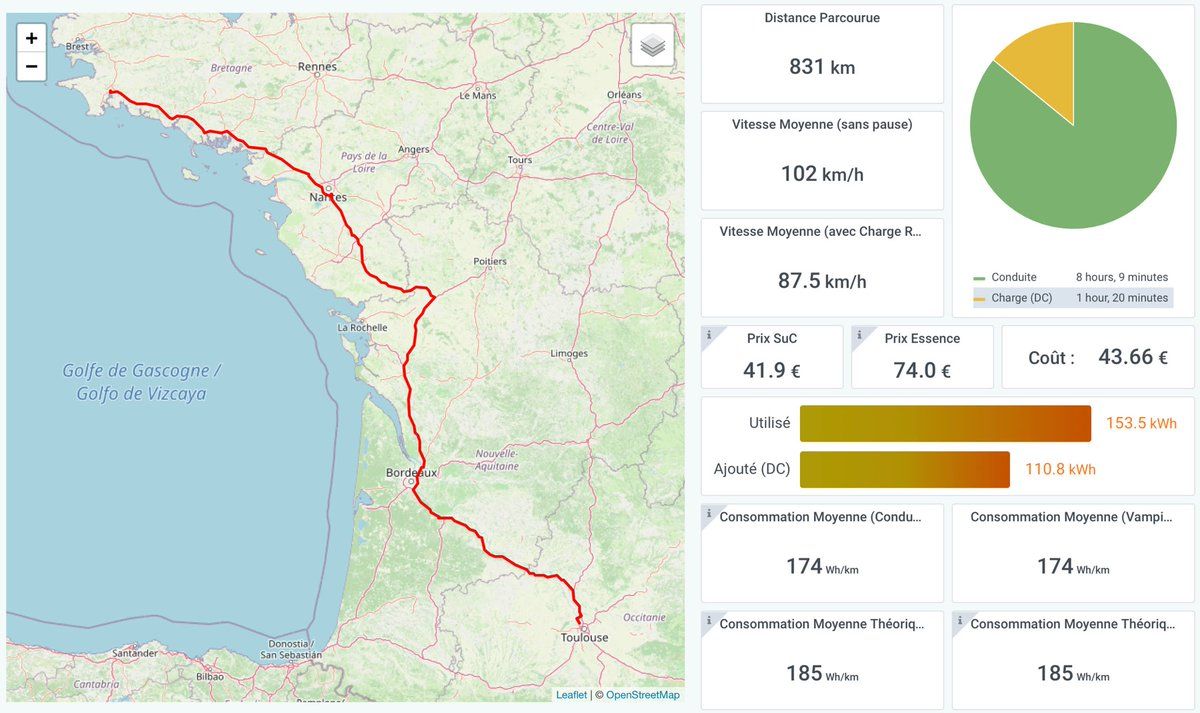 +
−
Brest
Rennes
Bretagne
Le Mans
Orléans
Centre-Val
de Loire
Angers
Pays de la
Loire
Tours
Nantes
Poitiers
La Rochelle
Limoges
Golfe de Gascogne /
Golfo de Vizcaya
Nouvelle-
Aquitaine
Bordeaux
Occitanie
Toulouse
Donostia /
San Sebastián
Santander
Bilbao
Cantabria
Leaflet | © OpenStreetMap
Distance Parcourue
831 km
Vitesse Moyenne (sans pause)
102 km/h
Vitesse Moyenne (avec Charge R...
87.5 km/h
Conduite 8 hours, 9 minutes
Charge (DC) 1 hour, 20 minutes
i Prix SuC
41.9 €
i Prix Essence
74.0 €
Coût : 43.66 €
Utilisé 153.5 kWh
Ajouté (DC) 110.8 kWh
i Consommation Moyenne (Condu...
174 Wh/km
Consommation Moyenne (Vampi...
174 Wh/km
i Consommation Moyenne Théoriq...
185 Wh/km
i Consommation Moyenne Théoriq...
185 Wh/km